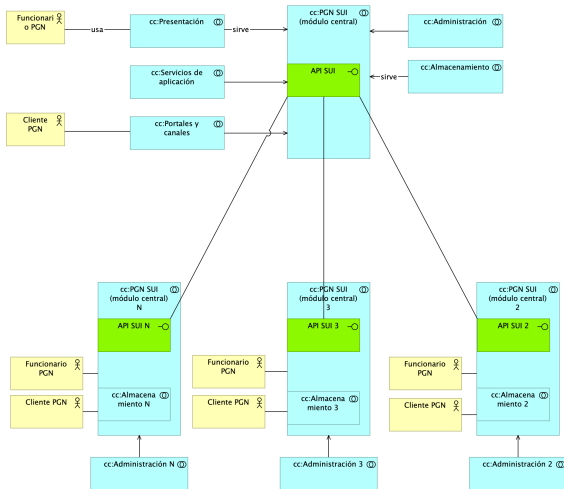 Funcionari
o PGN
usa
cc:Presentación
sirve
cc:PGN SUI
(módulo central)
cc:Administración
cc:Servicios de
aplicación
API SUI
sirve
cc:Almacenamiento
Cliente
PGN
cc:Portales y
canales
cc:PGN SUI
(módulo central)
N
API SUI N
Funcionario
PGN
Cliente PGN
cc:Almacena
miento N
cc:Administración N
cc:PGN SUI
(módulo central)
3
API SUI 3
Funcionario
PGN
Cliente PGN
cc:Almacena
miento 3
cc:Administración 3
cc:PGN SUI
(módulo central)
2
API SUI 2
Funcionario
PGN
Cliente PGN
cc:Almacena
miento 2
cc:Administración 2